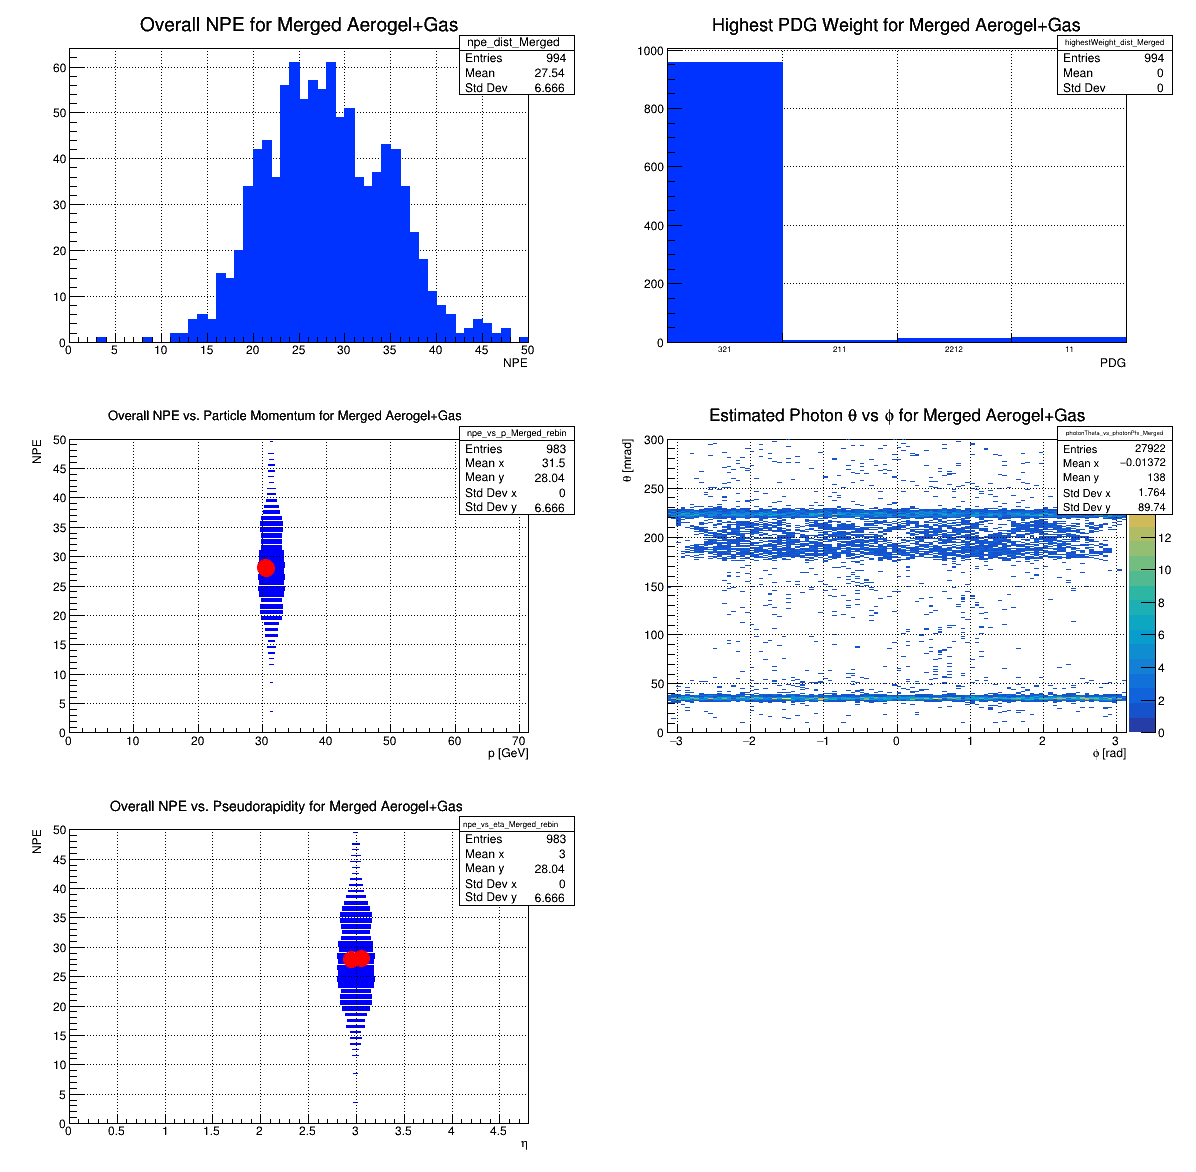 Overall NPE for Merged Aerogel+Gas
npe_dist_Merged
Entries 994
Mean 27.54
Std Dev 6.666
60
50
40
30
20
10
0
0 5 10 15 20 25 30 35 40 45 50
NPE
Highest PDG Weight for Merged Aerogel+Gas
highestWeight_dist_Merged
Entries 994
Mean 0
Std Dev 0
1000
800
600
400
200
0
321 211 2212 11
PDG
Overall NPE vs. Particle Momentum for Merged Aerogel+Gas
npe_vs_p_Merged_rebin
Entries 983
Mean x 31.5
Mean y 28.04
Std Dev x 0
Std Dev y 6.666
NPE
50
45
40
35
30
25
20
15
10
5
0
0 10 20 30 40 50 60 70
p [GeV]
Estimated Photon θ vs ϕ for Merged Aerogel+Gas
photonTheta_vs_photonPhi_Merged
Entries 27922
Mean x −0.01372
Mean y 138
Std Dev x 1.764
Std Dev y 89.74
θ [mrad]
300
250
200
150
100
50
0
−3 −2 −1 0 1 2 3
ϕ [rad]
12
10
8
6
4
2
0
Overall NPE vs. Pseudorapidity for Merged Aerogel+Gas
npe_vs_eta_Merged_rebin
Entries 983
Mean x 3
Mean y 28.04
Std Dev x 0
Std Dev y 6.666
NPE
50
45
40
35
30
25
20
15
10
5
0
0 0.5 1 1.5 2 2.5 3 3.5 4 4.5
η